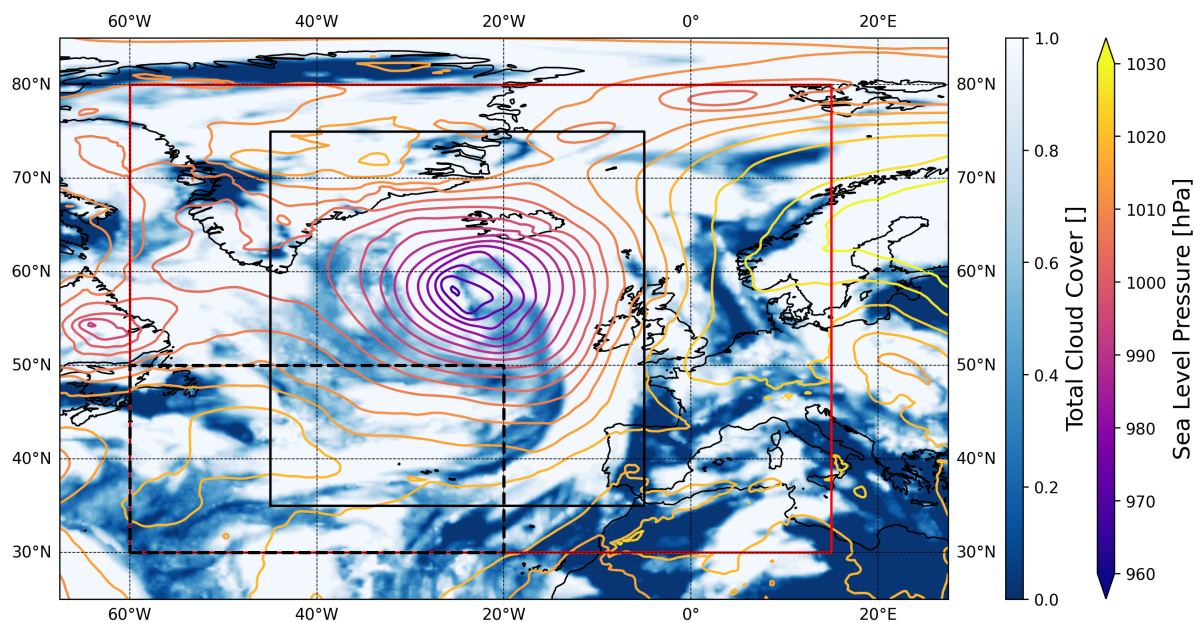 60°W 40°W 20°W 0° 20°E
80°N 80°N
70°N 70°N
60°N 60°N
50°N 50°N
40°N 40°N
30°N 30°N
60°W 40°W 20°W 0° 20°E
1.0
0.8
0.6
0.4
0.2
0.0
Total Cloud Cover []
1030
1020
1010
1000
990
980
970
960
Sea Level Pressure [hPa]